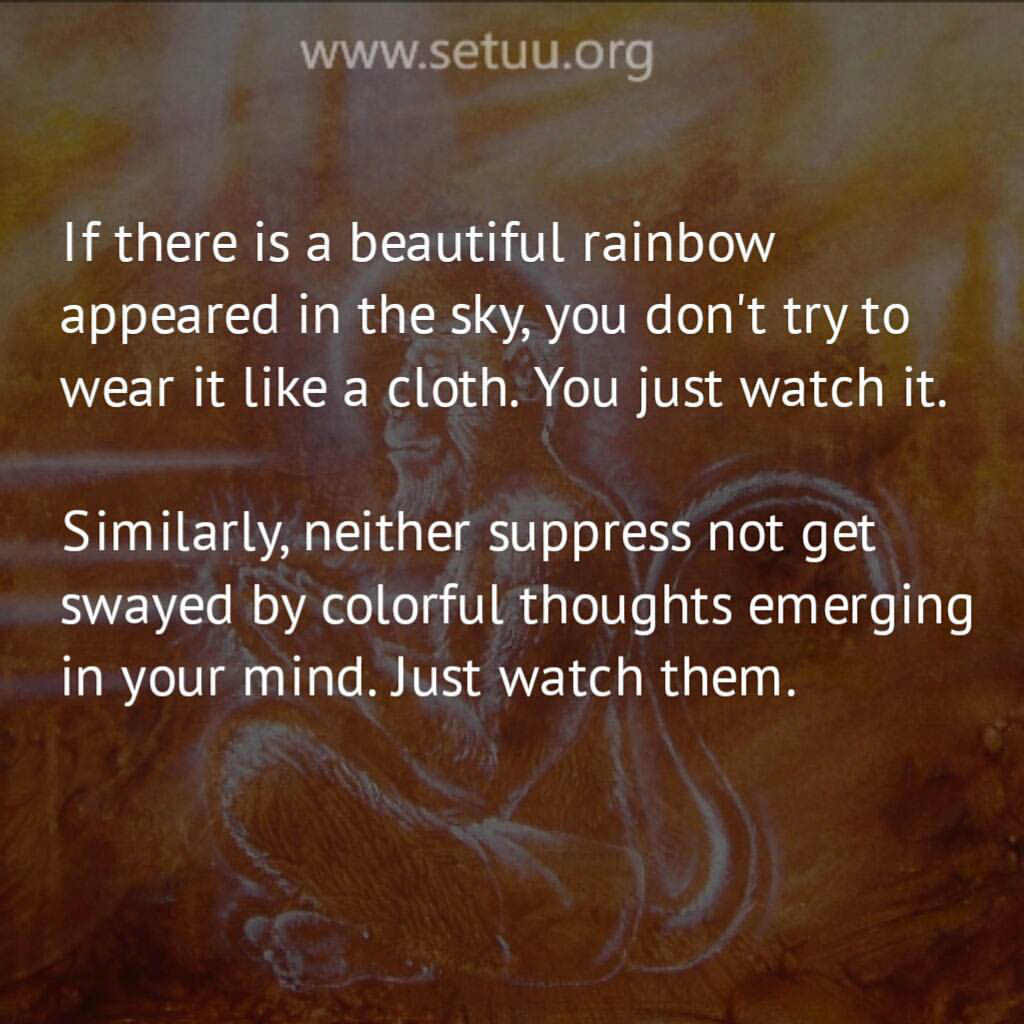 www.setuu.org
If there is a beautiful rainbow
appeared in the sky, you don't try to
wear it like a cloth. You just watch it.
Similarly, neither suppress not get
swayed by colorful thoughts emerging
in your mind. Just watch them.